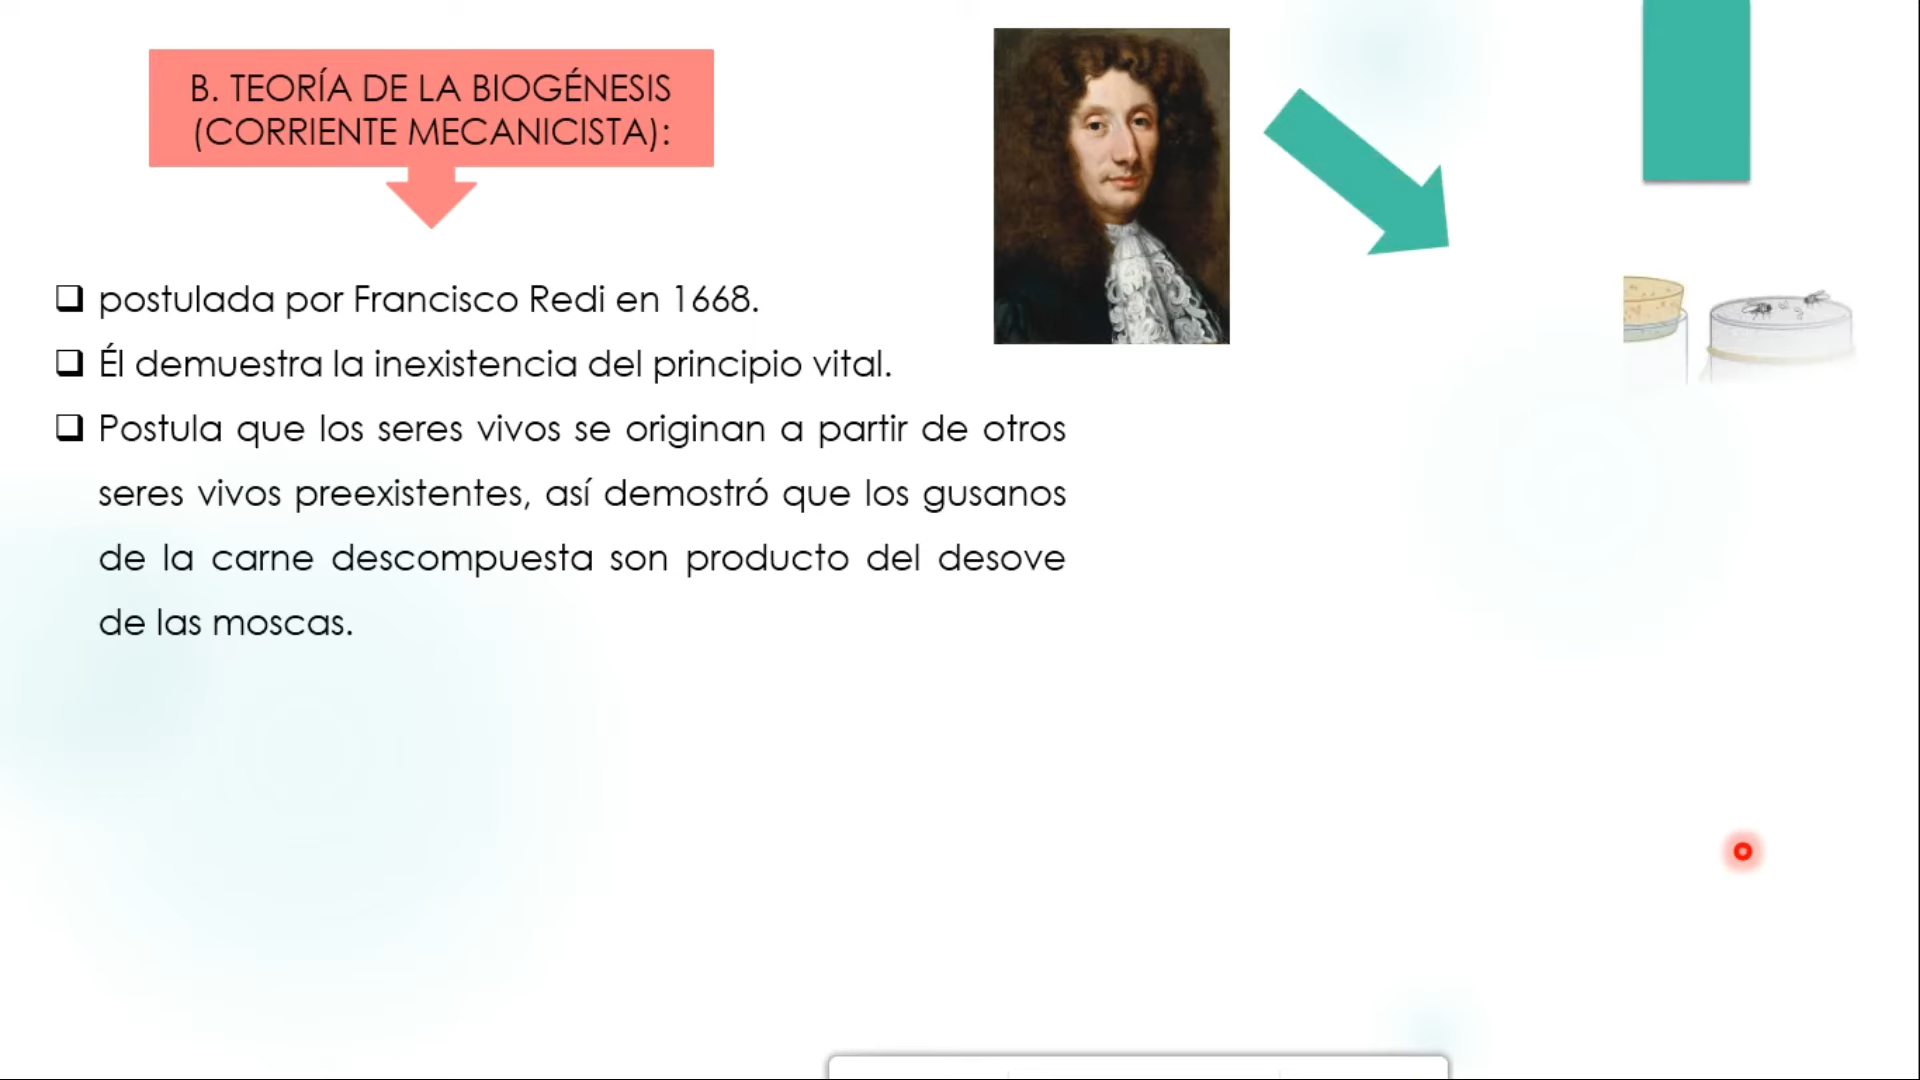 B. TEORÍA DE LA BIOGÉNESIS
(CORRIENTE MECANICISTA):
postulada por Francisco Redi en 1668.
Él demuestra la inexistencia del principio vital.
Postula que los seres vivos se originan a partir de otros
seres vivos preexistentes, así demostró que los gusanos
de la carne descompuesta son producto del desove
de las moscas.